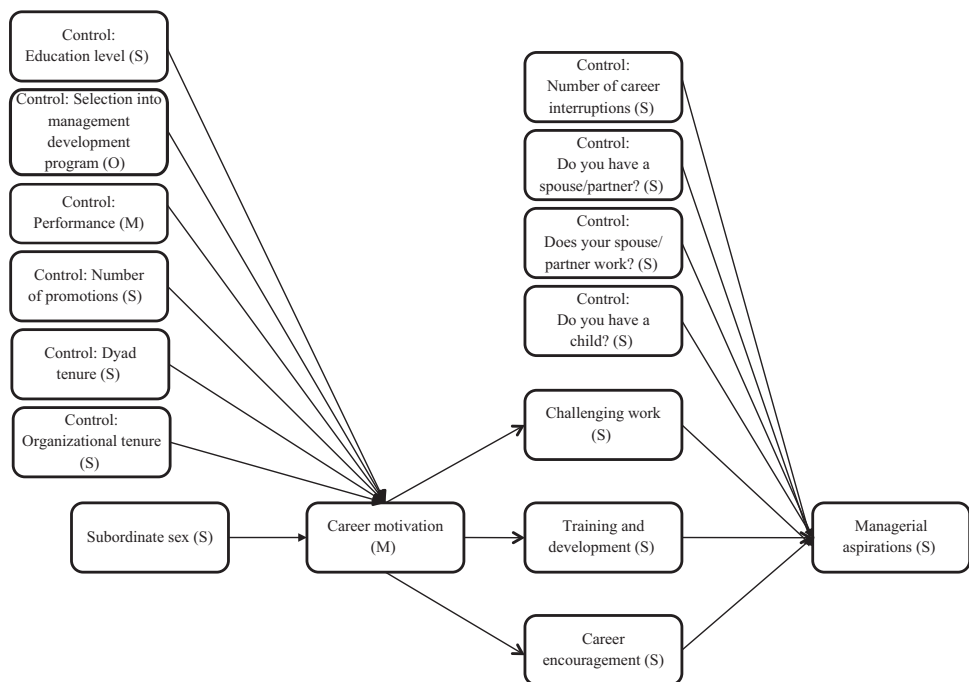 Control:
Education level (S)
Control: Selection into
management
development
program (O)
Control:
Performance (M)
Control: Number
of promotions (S)
Control: Dyad
tenure (S)
Control:
Organizational tenure
(S)
Subordinate sex (S)
Career motivation
(M)
Control:
Number of career
interruptions (S)
Control:
Do you have a
spouse/partner? (S)
Control:
Does your spouse/
partner work? (S)
Control:
Do you have a
child? (S)
Challenging work
(S)
Training and
development (S)
Career
encouragement (S)
Managerial
aspirations (S)